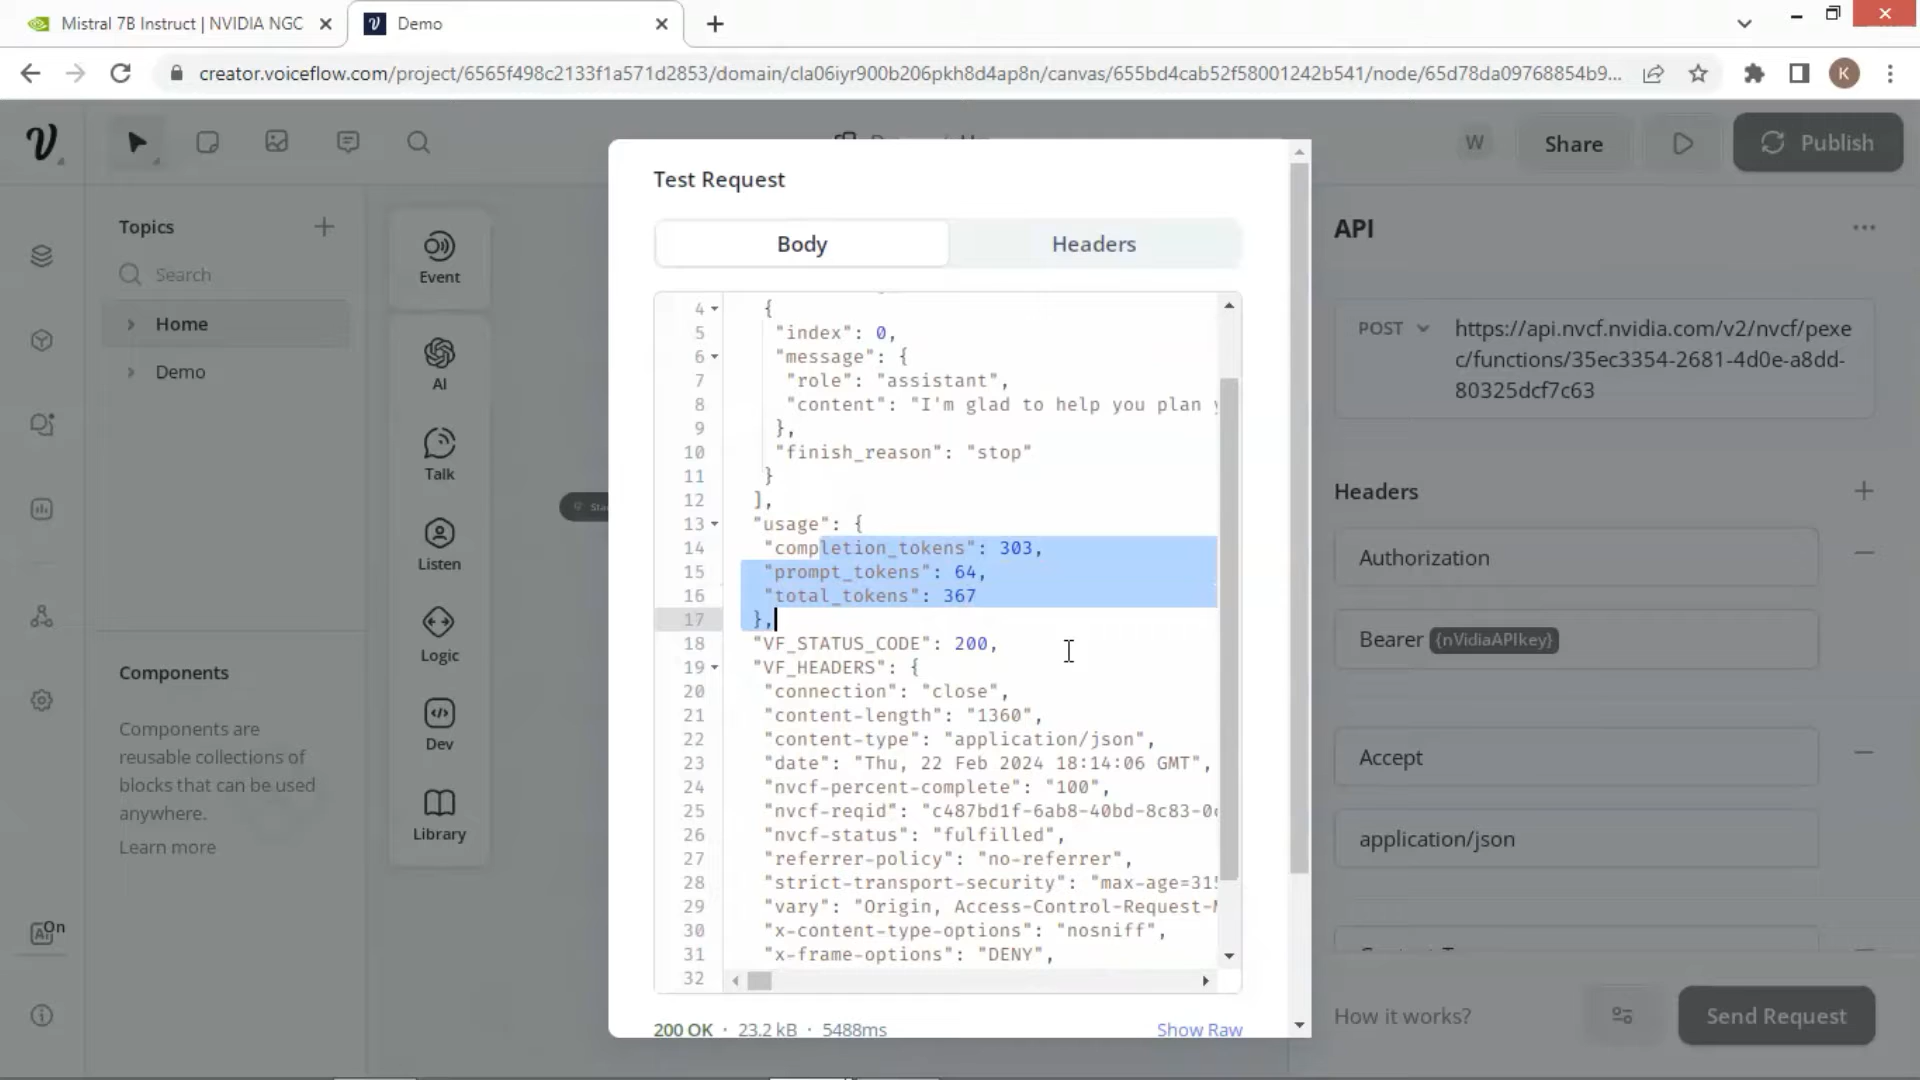 Mistral 7B Instruct | NVIDIA NGC
Demo
creator.voiceflow.com/project/6565f498c2133f1a571d2853/domain/cla06iyr900b206pkh8d4ap8n/canvas/655bd4cab52f58001242b541/node/65d78da09768854b9...
K
W
Share
Publish
Topics
Search
Home
Demo
Components
Components are
reusable collections of
blocks that can be used
anywhere.
Learn more
On
Event
AI
Talk
Listen
Logic
Dev
Library
Test Request
Body
Headers
4 {
5 "index": 0,
6 "message": {
7 "role": "assistant",
8 "content": "I'm glad to help you plan
9 },
10 "finish_reason": "stop"
11 }
12 ],
13 "usage": {
14 "completion_tokens": 303,
15 "prompt_tokens": 64,
16 "total_tokens": 367
17 },
18 "VF_STATUS_CODE": 200,
19 "VF_HEADERS": {
20 "connection": "close",
21 "content-length": "1360",
22 "content-type": "application/json",
23 "date": "Thu, 22 Feb 2024 18:14:06 GMT",
24 "nvcf-percent-complete": "100",
25 "nvcf-reqid": "c487bd1f-6ab8-40bd-8c83-0
26 "nvcf-status": "fulfilled",
27 "referrer-policy": "no-referrer",
28 "strict-transport-security": "max-age=31
29 "vary": "Origin, Access-Control-Request-
30 "x-content-type-options": "nosniff",
31 "x-frame-options": "DENY",
32
200 OK · 23.2 kB · 5488ms
Show Raw
API
POST
https://api.nvcf.nvidia.com/v2/nvcf/pexe
c/functions/35ec3354-2681-4d0e-a8dd-
80325dcf7c63
Headers
Authorization
Bearer {nVidiaAPIkey}
Accept
application/json
How it works?
Send Request